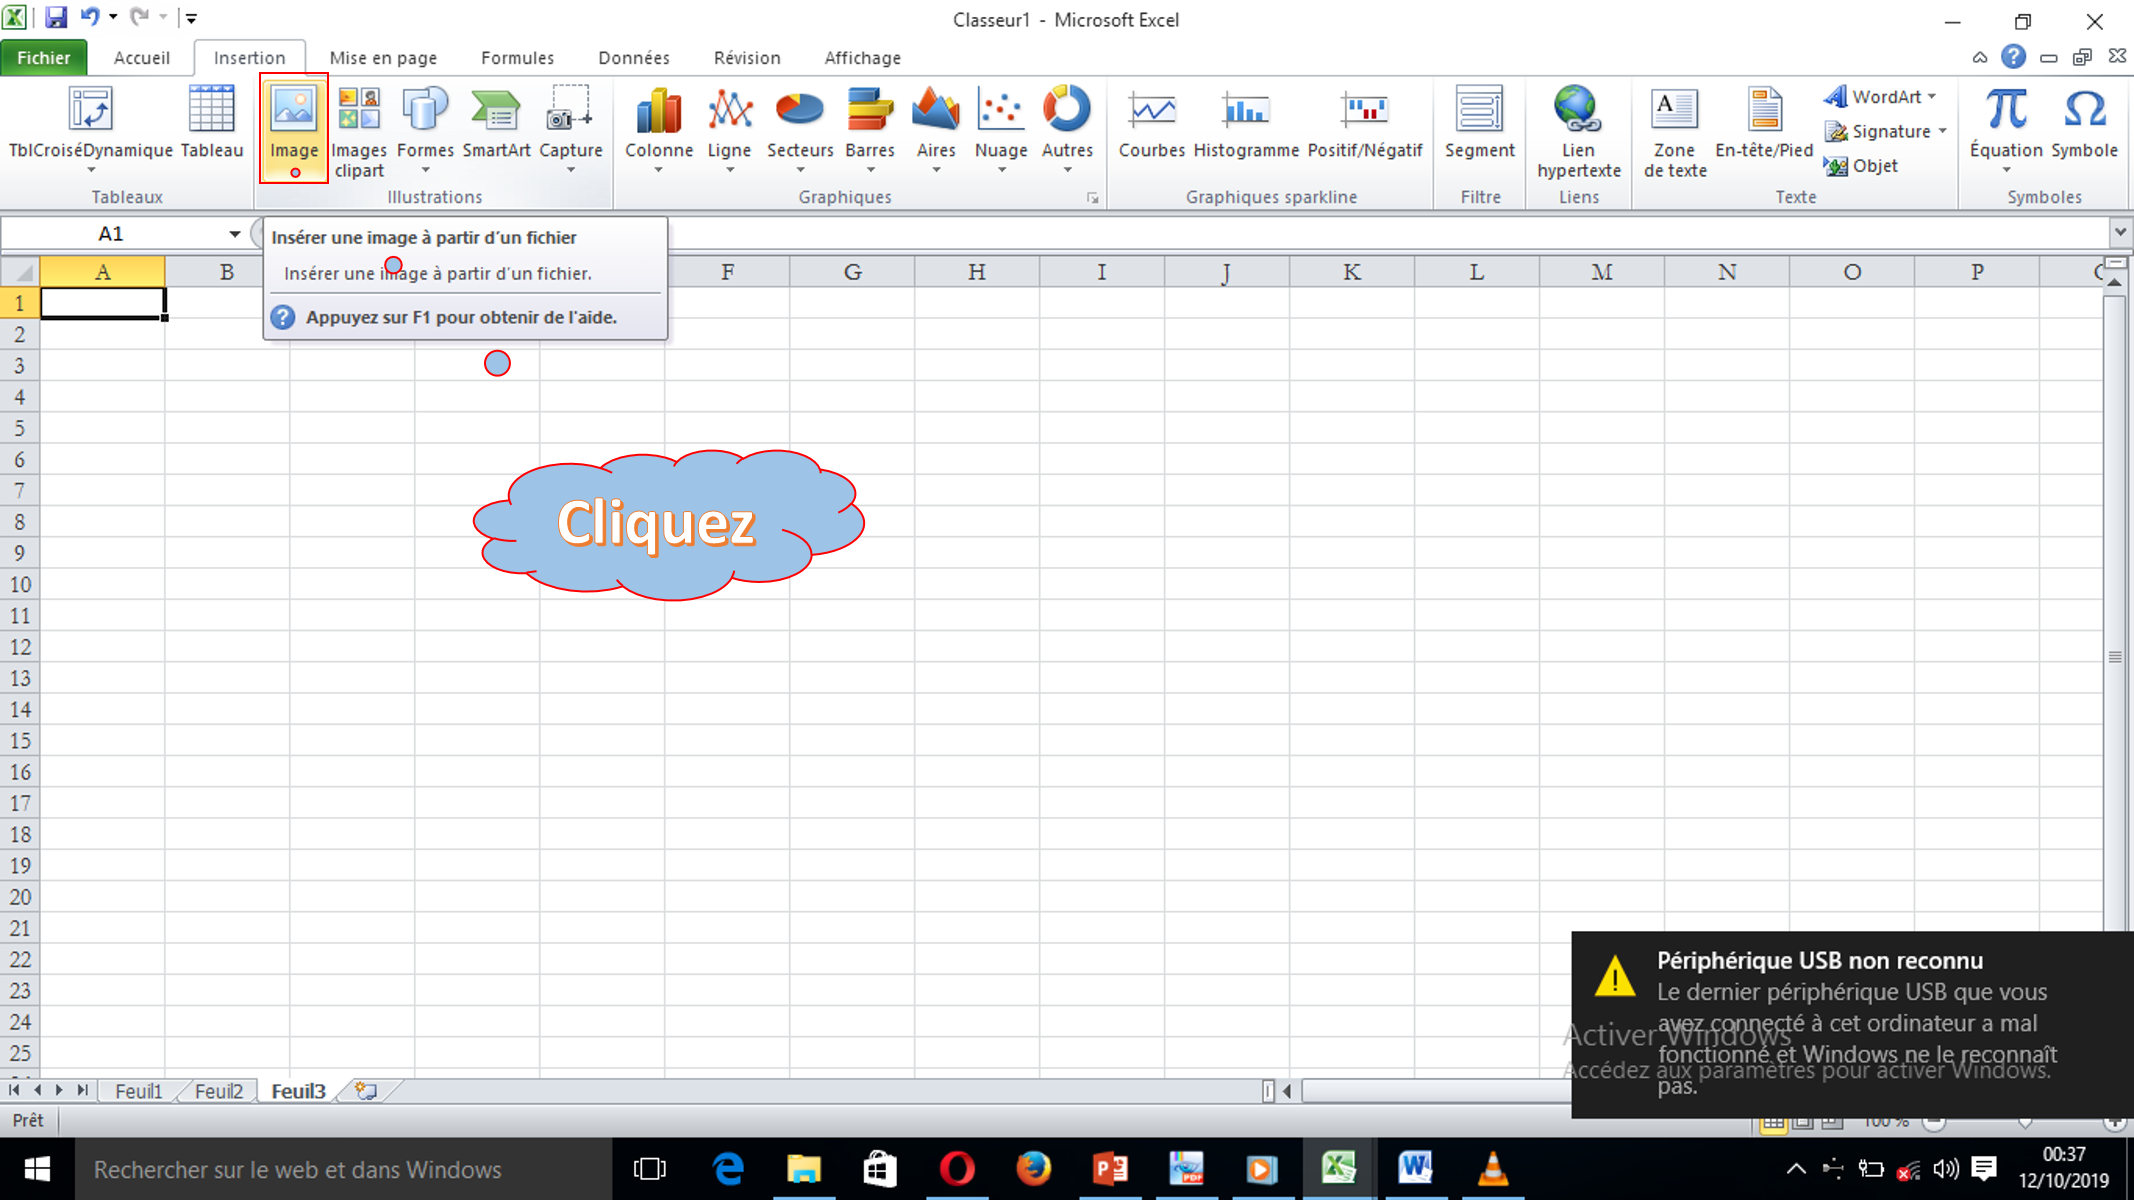 Classeur1 - Microsoft Excel
Fichier Accueil Insertion Mise en page Formules Données Révision Affichage
TblCroiséDynamique Tableau Image Images clipart Formes SmartArt Capture Colonne Ligne Secteurs Barres Aires Nuage Autres Courbes Histogramme Positif/Négatif Segment Lien hypertexte Zone de texte En-tête/Pied WordArt Signature Objet Équation Symbole
Tableaux Illustrations Graphiques Graphiques sparkline Filtre Liens Texte Symboles
A1
Insérer une image à partir d'un fichier
Insérer une image à partir d'un fichier.
Appuyez sur F1 pour obtenir de l'aide.
A B F G H I J K L M N O P
1
2
3
4
5
6
7
8
9
10
11
12
13
14
15
16
17
18
19
20
21
22
23
24
25
Cliquez
Périphérique USB non reconnu
Le dernier périphérique USB que vous
avez connecté à cet ordinateur a mal
fonctionné et Windows ne le reconnaît
pas.
Activer Windows
Accédez aux paramètres pour activer Windows.
Feuil1 Feuil2 Feuil3
Prêt
100 %
Rechercher sur le web et dans Windows
00:37
12/10/2019